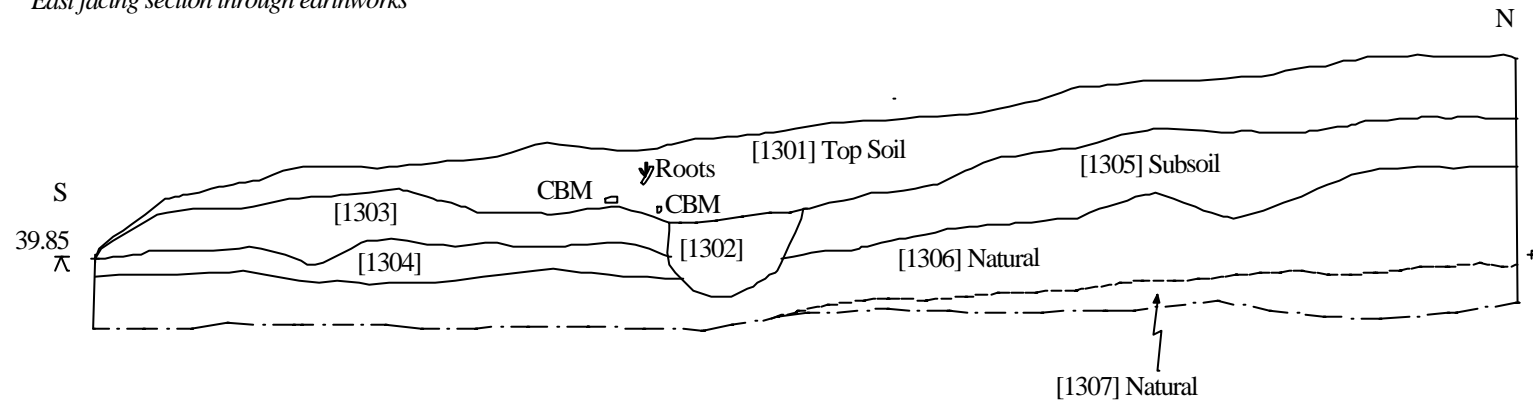 East facing section through earthworks
N
[1301] Top Soil
[1305] Subsoil
Roots
S
CBM
CBM
[1303]
39.85
[1302]
[1304]
[1306] Natural
[1307] Natural